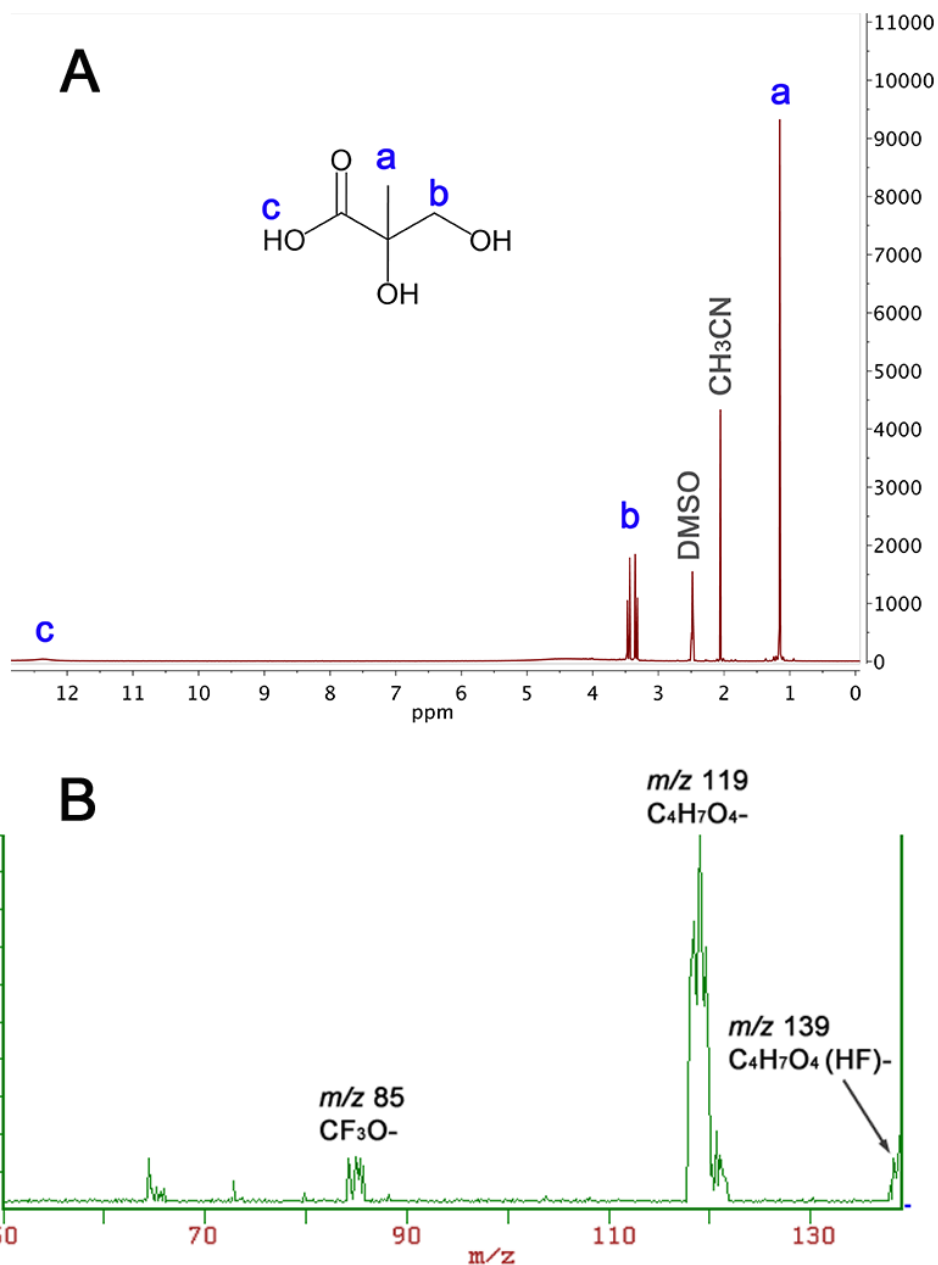 A
11000
10000
9000
8000
7000
6000
5000
4000
3000
2000
1000
0
a
O
a
b
c
HO
OH
OH
CH3CN
DMSO
b
c
12 11 10 9 8 7 6 5 4 3 2 1 0
ppm
B
m/z 119
C4H7O4-
m/z 139
C4H7O4 (HF)-
m/z 85
CF3O-
70 90 110 130
m/z